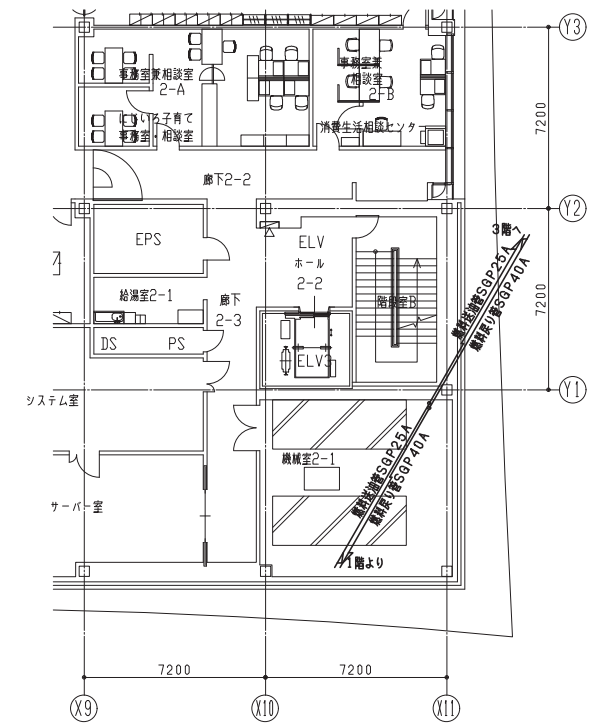 Y3
事務室兼相談室
2-A
事務室兼
相談室
2-B
にじいろ子育て
事務室・相談室
消費生活相談センター
7200
廊下2-2
Y2
3階へ
EPS
ELV
ホール
2-2
燃料送油管SGP25A
燃料戻り管SGP40A
7200
給湯室2-1
廊下
2-3
階段室B
DS
PS
ELV3
Y1
システム室
機械室2-1
燃料送油管SGP25A
燃料戻り管SGP40A
サーバー室
1階より
7200
7200
X9
X10
X11